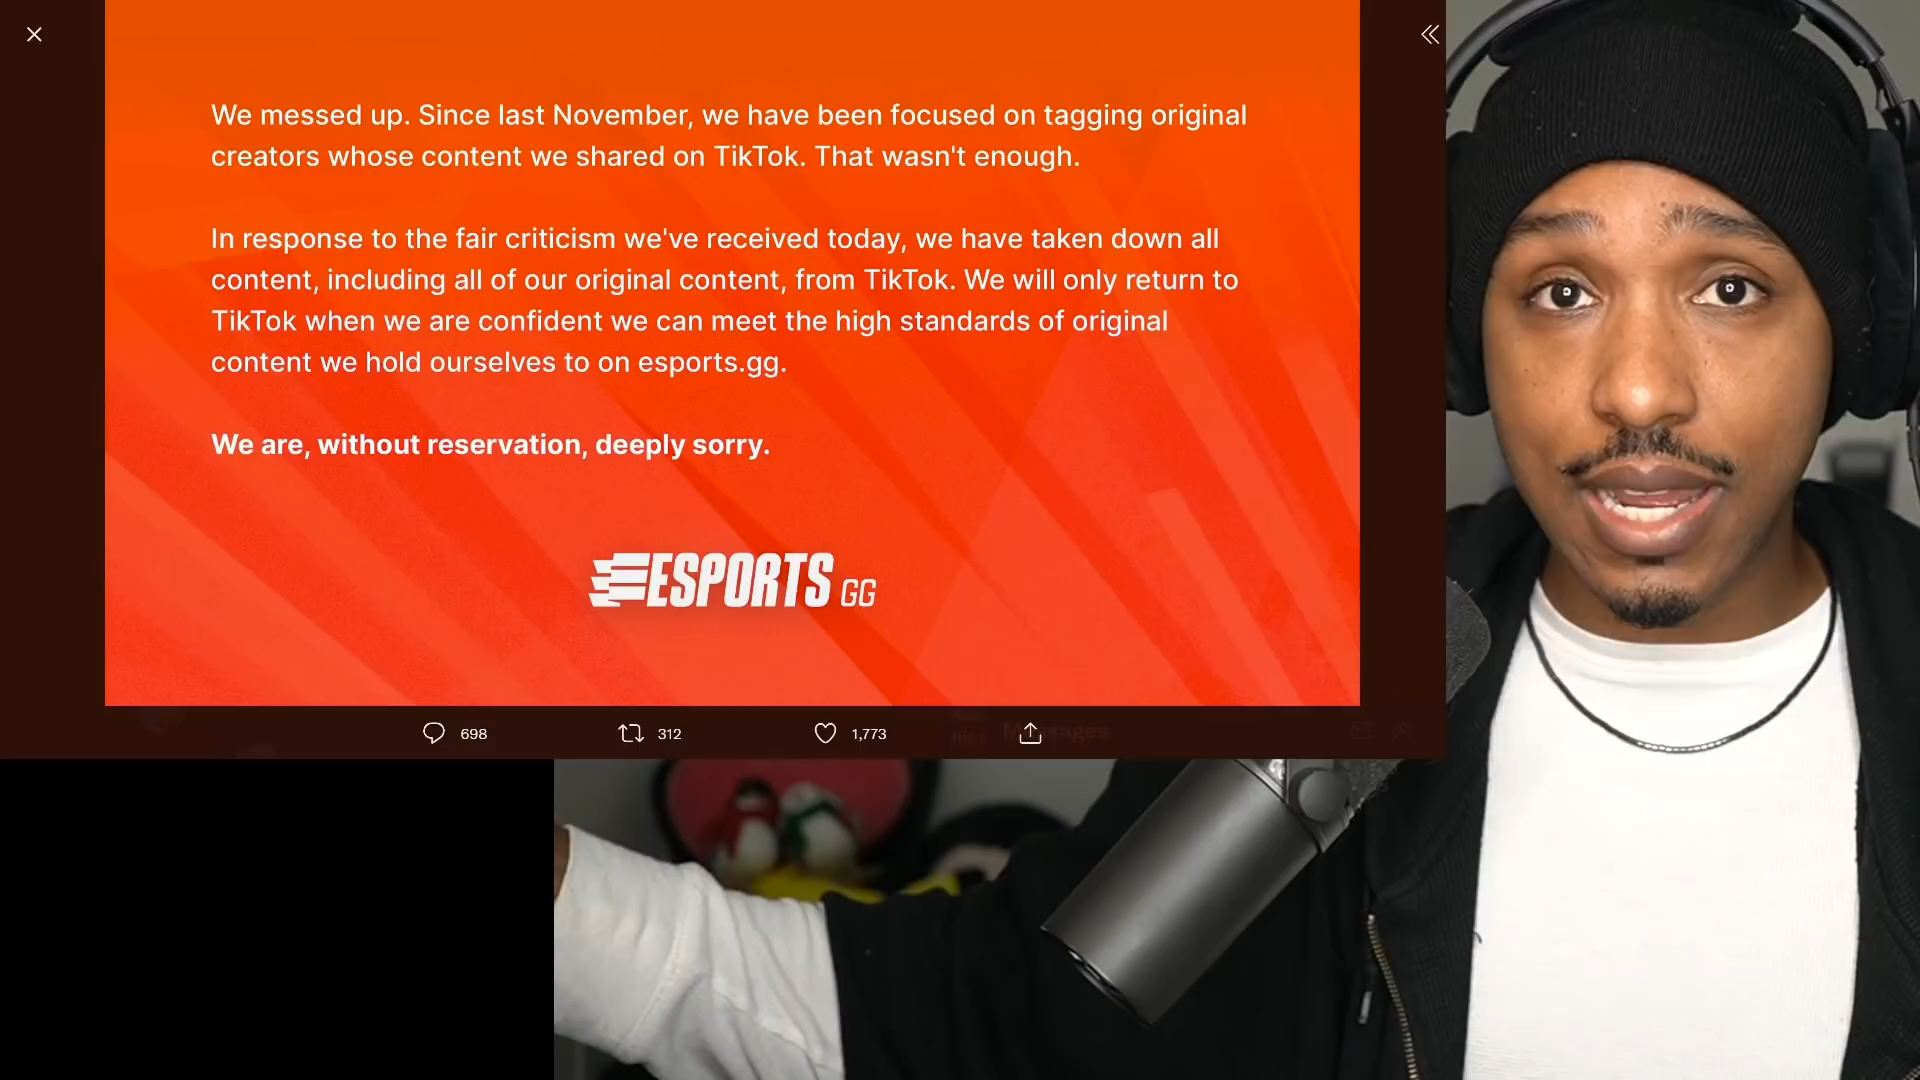 We messed up. Since last November, we have been focused on tagging original
creators whose content we shared on TikTok. That wasn't enough.
In response to the fair criticism we've received today, we have taken down all
content, including all of our original content, from TikTok. We will only return to
TikTok when we are confident we can meet the high standards of original
content we hold ourselves to on esports.gg.
We are, without reservation, deeply sorry.
ESPORTS GG
698 312 1,773
Messages